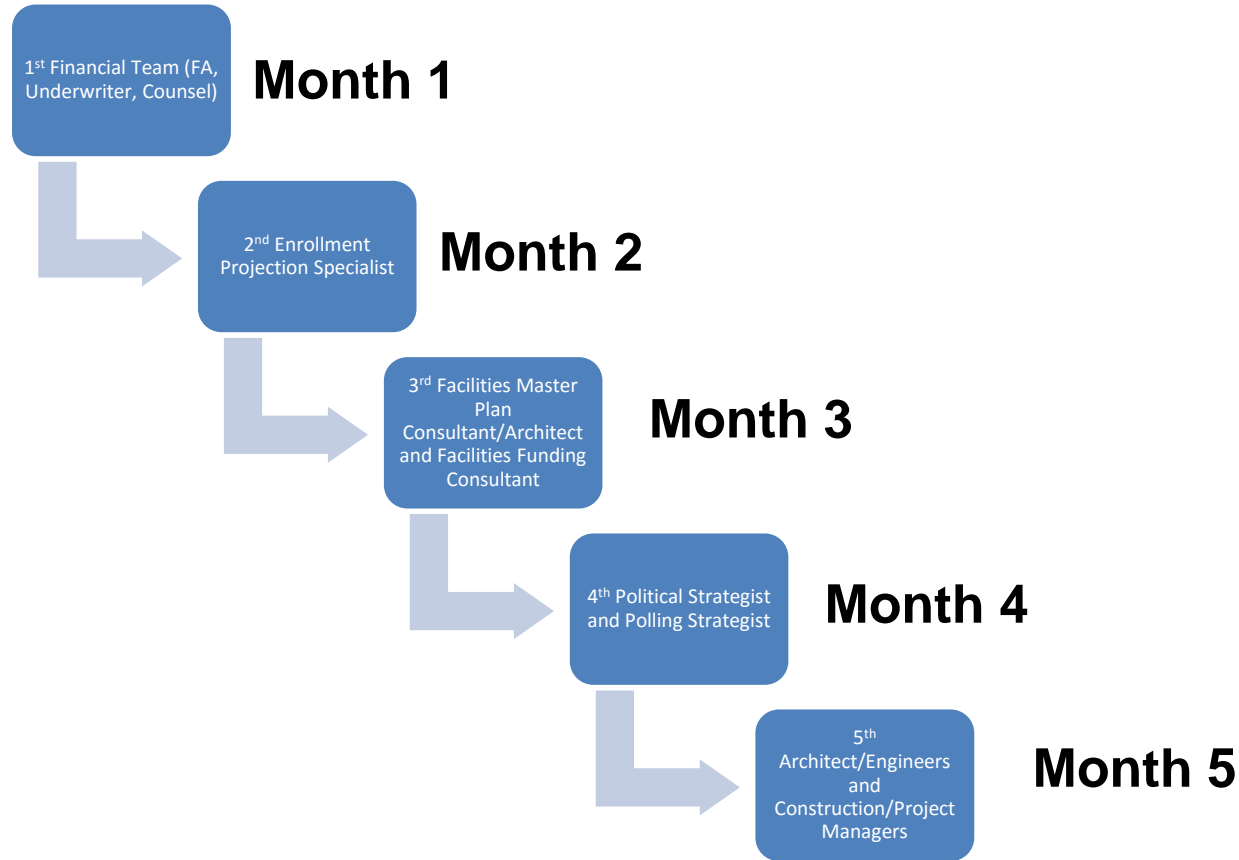 1st Financial Team (FA,
Underwriter, Counsel)
Month 1
2nd Enrollment
Projection Specialist
Month 2
3rd Facilities Master
Plan
Consultant/Architect
and Facilities Funding
Consultant
Month 3
4th Political Strategist
and Polling Strategist
Month 4
5th
Architect/Engineers
and
Construction/Project
Managers
Month 5